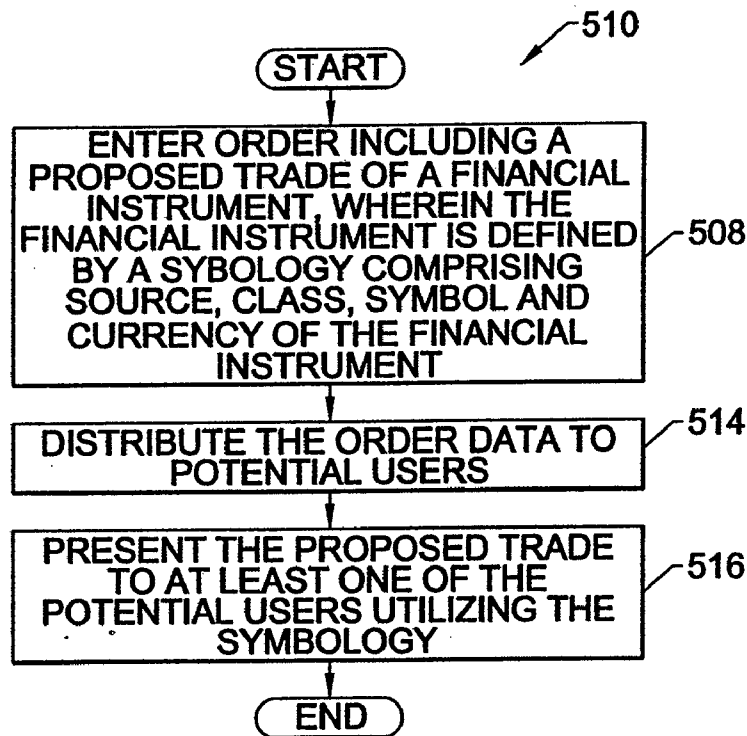 510
START
ENTER ORDER INCLUDING A
PROPOSED TRADE OF A FINANCIAL
INSTRUMENT, WHEREIN THE
FINANCIAL INSTRUMENT IS DEFINED
BY A SYBOLOGY COMPRISING
SOURCE, CLASS, SYMBOL AND
CURRENCY OF THE FINANCIAL
INSTRUMENT
508
DISTRIBUTE THE ORDER DATA TO
POTENTIAL USERS
514
PRESENT THE PROPOSED TRADE
TO AT LEAST ONE OF THE
POTENTIAL USERS UTILIZING THE
SYMBOLOGY
516
END